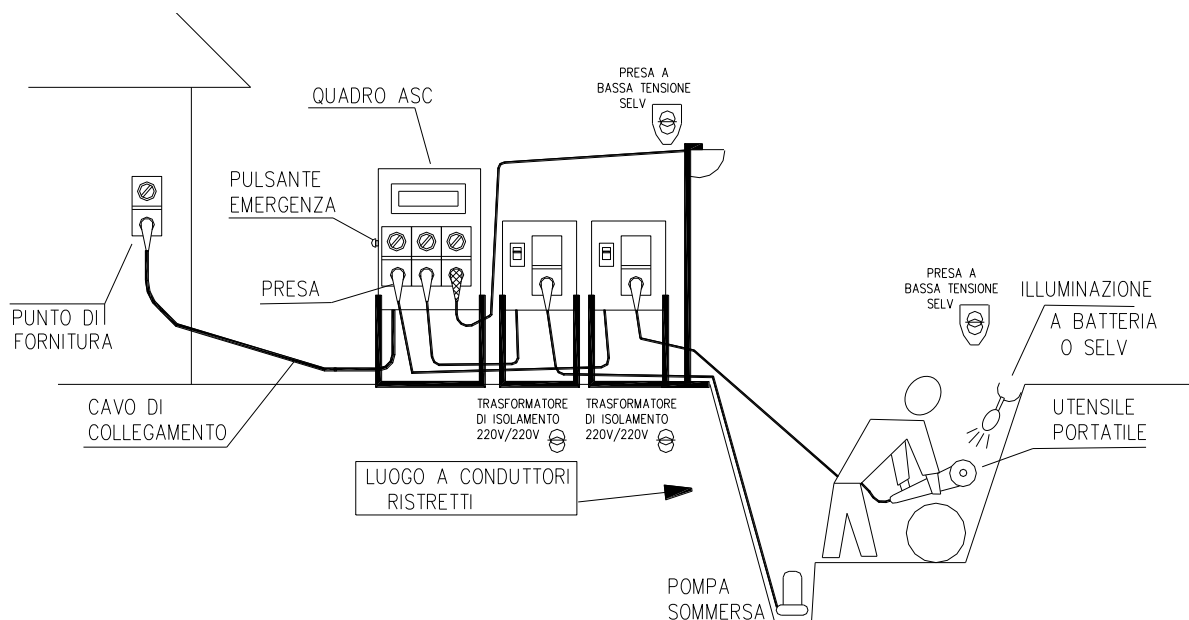 PRESA A
BASSA TENSIONE
SELV
QUADRO ASC
PULSANTE
EMERGENZA
PRESA
PUNTO DI
FORNITURA
PRESA A
BASSA TENSIONE
SELV
ILLUMINAZIONE
A BATTERIA
O SELV
CAVO DI
COLLEGAMENTO
TRASFORMATORE
DI ISOLAMENTO
220V/220V
TRASFORMATORE
DI ISOLAMENTO
220V/220V
UTENSILE
PORTATILE
LUOGO A CONDUTTORI
RISTRETTI
POMPA
SOMMERSA